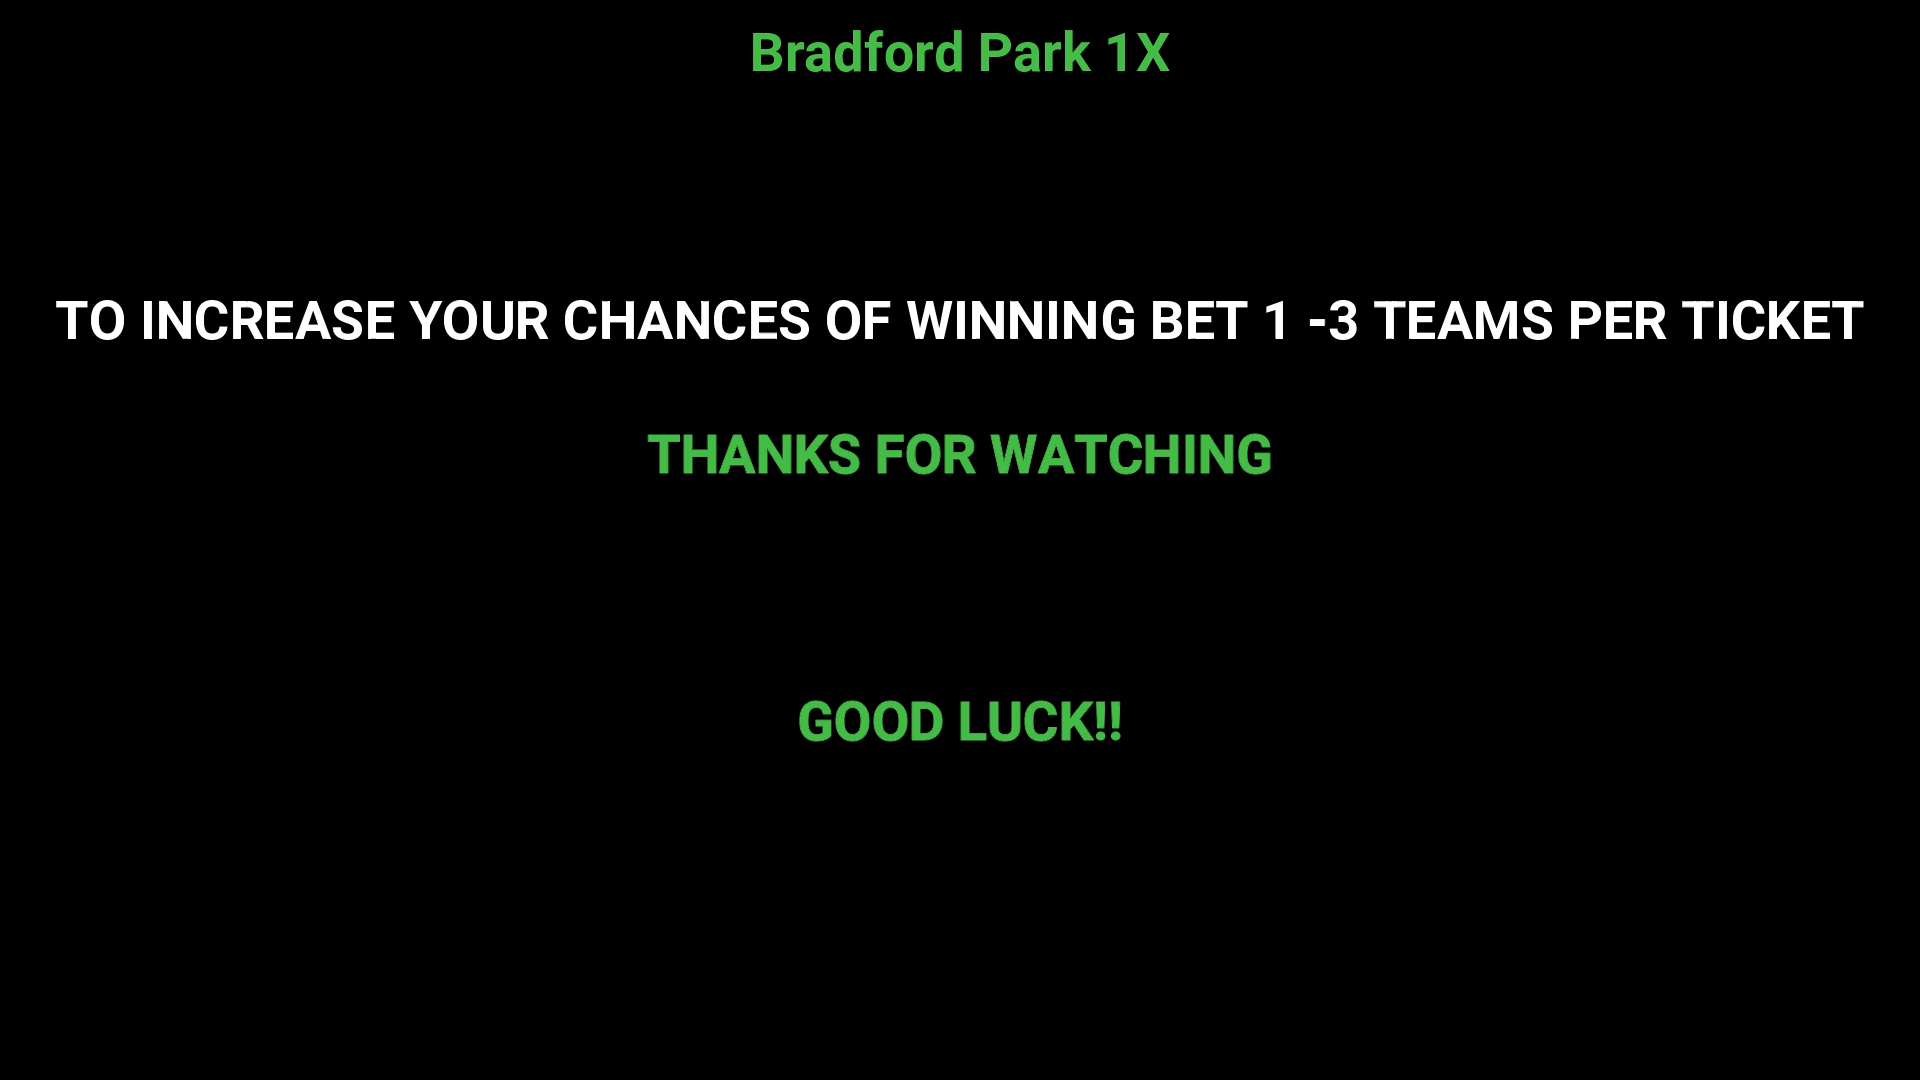 Bradford Park 1X
TO INCREASE YOUR CHANCES OF WINNING BET 1 -3 TEAMS PER TICKET
THANKS FOR WATCHING
GOOD LUCK!!